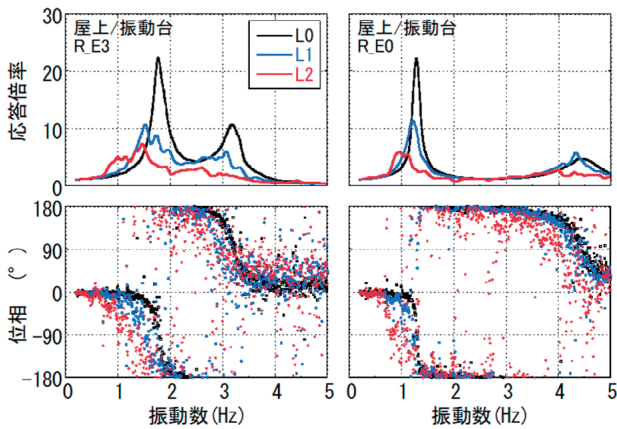 屋上/振動台
R_E3
L0
L1
L2
屋上/振動台
R_E0
応答倍率
30
20
10
0
位相 (°)
180
90
0
-90
-180
0 1 2 3 4 5
振動数(Hz)
0 1 2 3 4 5
振動数(Hz)